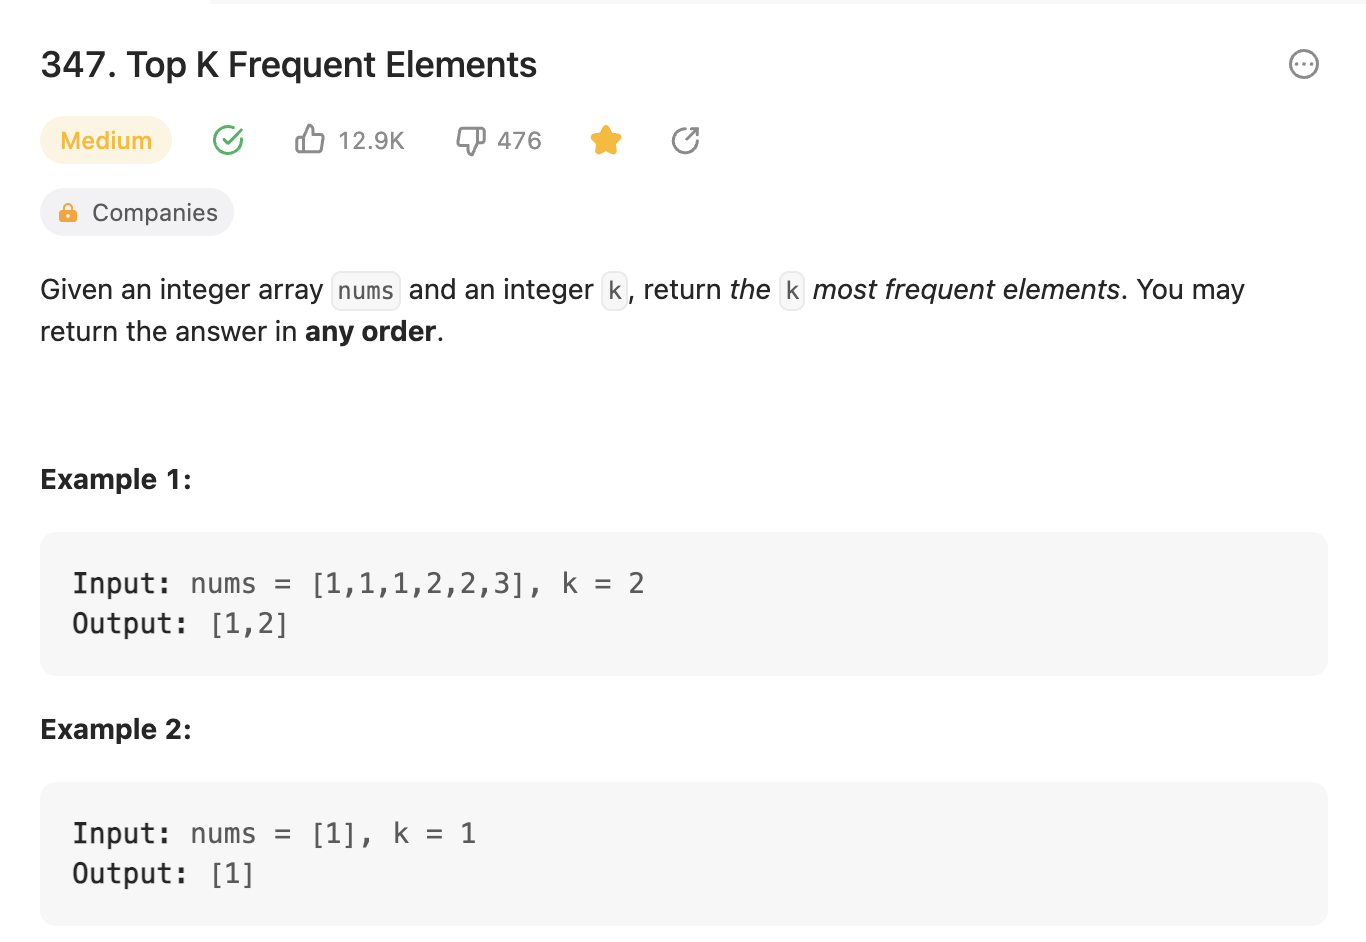 347. Top K Frequent Elements
Medium 12.9K 476
Companies
Given an integer array nums and an integer k, return the k most frequent elements. You may
return the answer in any order.
Example 1:
Input: nums = [1,1,1,2,2,3], k = 2
Output: [1,2]
Example 2:
Input: nums = [1], k = 1
Output: [1]